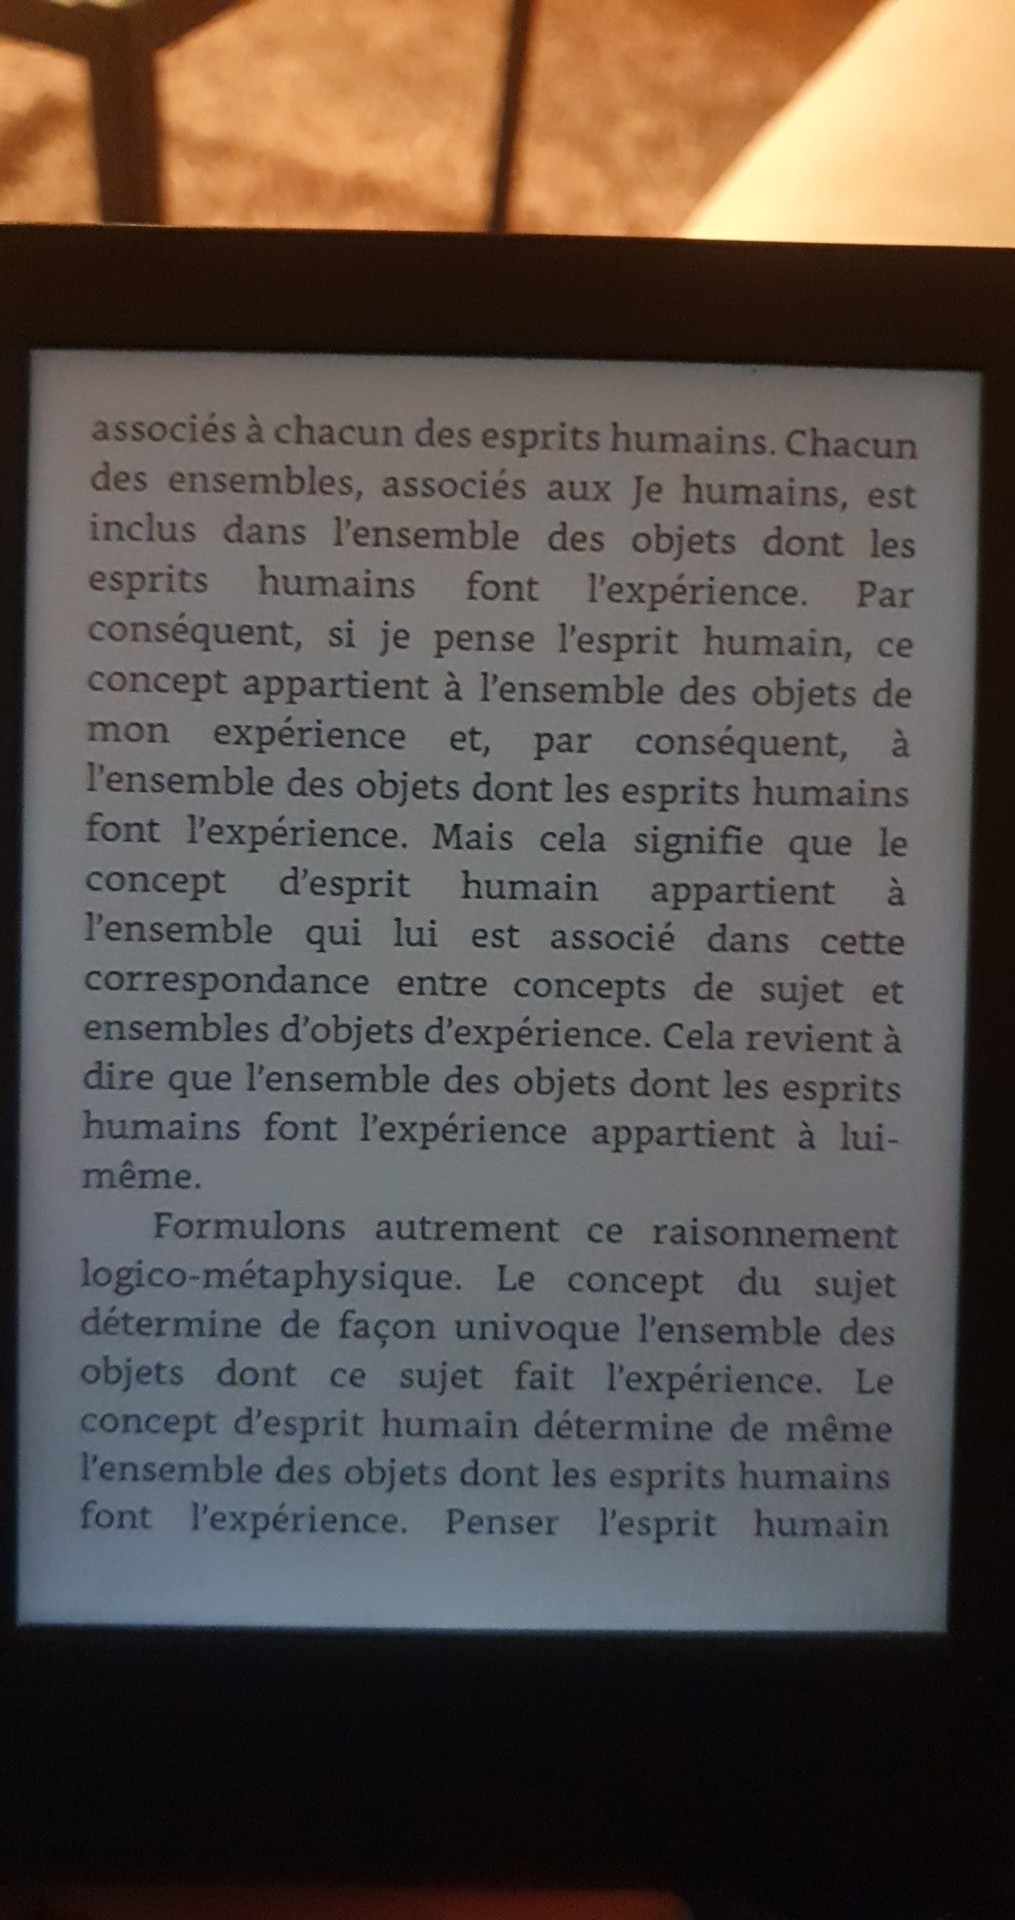 associés à chacun des esprits humains. Chacun
des ensembles, associés aux Je humains, est
inclus dans l'ensemble des objets dont les
esprits humains font l'expérience. Par
conséquent, si je pense l'esprit humain, ce
concept appartient à l'ensemble des objets de
mon expérience et, par conséquent, à
l'ensemble des objets dont les esprits humains
font l'expérience. Mais cela signifie que le
concept d'esprit humain appartient à
l'ensemble qui lui est associé dans cette
correspondance entre concepts de sujet et
ensembles d'objets d'expérience. Cela revient à
dire que l'ensemble des objets dont les esprits
humains font l'expérience appartient à lui-
même.
Formulons autrement ce raisonnement
logico-métaphysique. Le concept du sujet
détermine de façon univoque l'ensemble des
objets dont ce sujet fait l'expérience. Le
concept d'esprit humain détermine de même
l'ensemble des objets dont les esprits humains
font l'expérience. Penser l'esprit humain